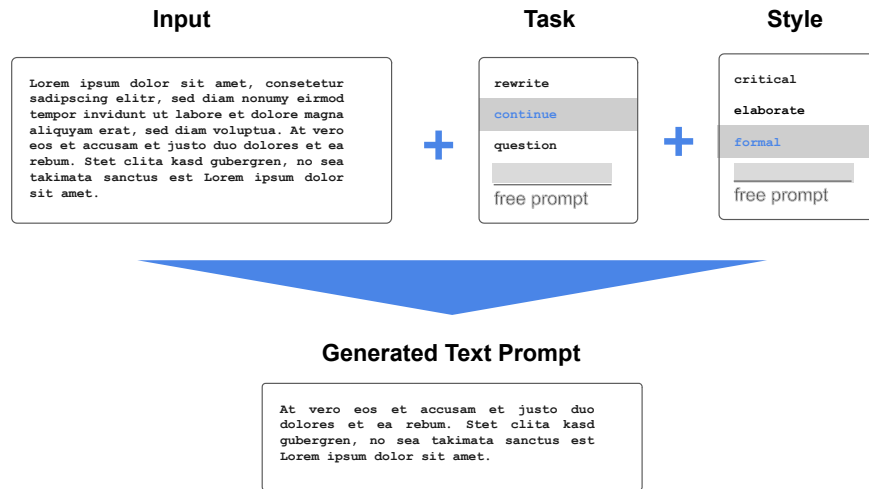 Input
Task
Style
Lorem ipsum dolor sit amet, consetetur
sadipscing elitr, sed diam nonumy eirmod
tempor invidunt ut labore et dolore magna
aliquyam erat, sed diam voluptua. At vero
eos et accusam et justo duo dolores et ea
rebum. Stet clita kasd gubergren, no sea
takimata sanctus est Lorem ipsum dolor
sit amet.
+
rewrite
continue
question
free prompt
+
critical
elaborate
formal
free prompt
Generated Text Prompt
At vero eos et accusam et justo duo
dolores et ea rebum. Stet clita kasd
gubergren, no sea takimata sanctus est
Lorem ipsum dolor sit amet.